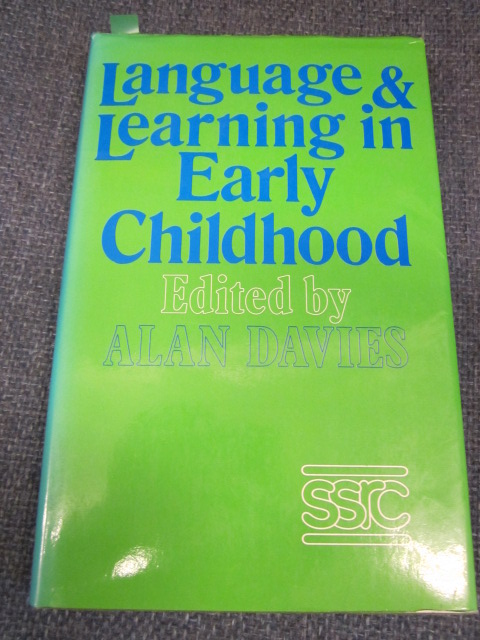 Language &
Learning in
Early
Childhood
Edited by
ALAN DAVIES
ssrc